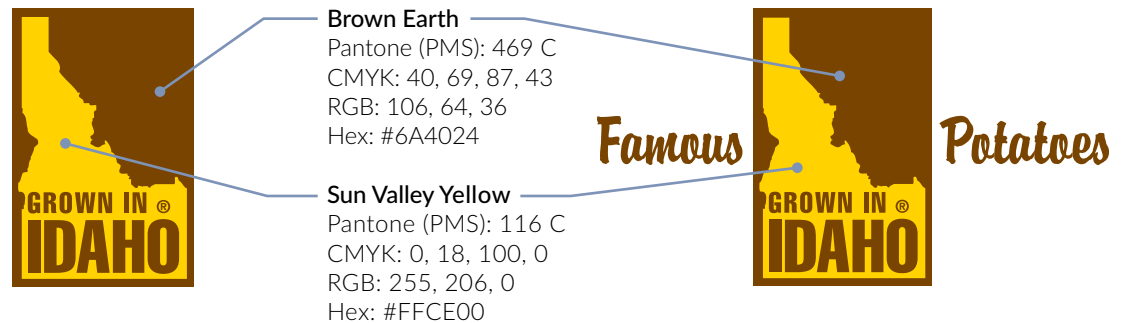 GROWN IN ®
IDAHO
Brown Earth
Pantone (PMS): 469 C
CMYK: 40, 69, 87, 43
RGB: 106, 64, 36
Hex: #6A4024
Sun Valley Yellow
Pantone (PMS): 116 C
CMYK: 0, 18, 100, 0
RGB: 255, 206, 0
Hex: #FFCE00
Famous
GROWN IN ®
IDAHO
Potatoes